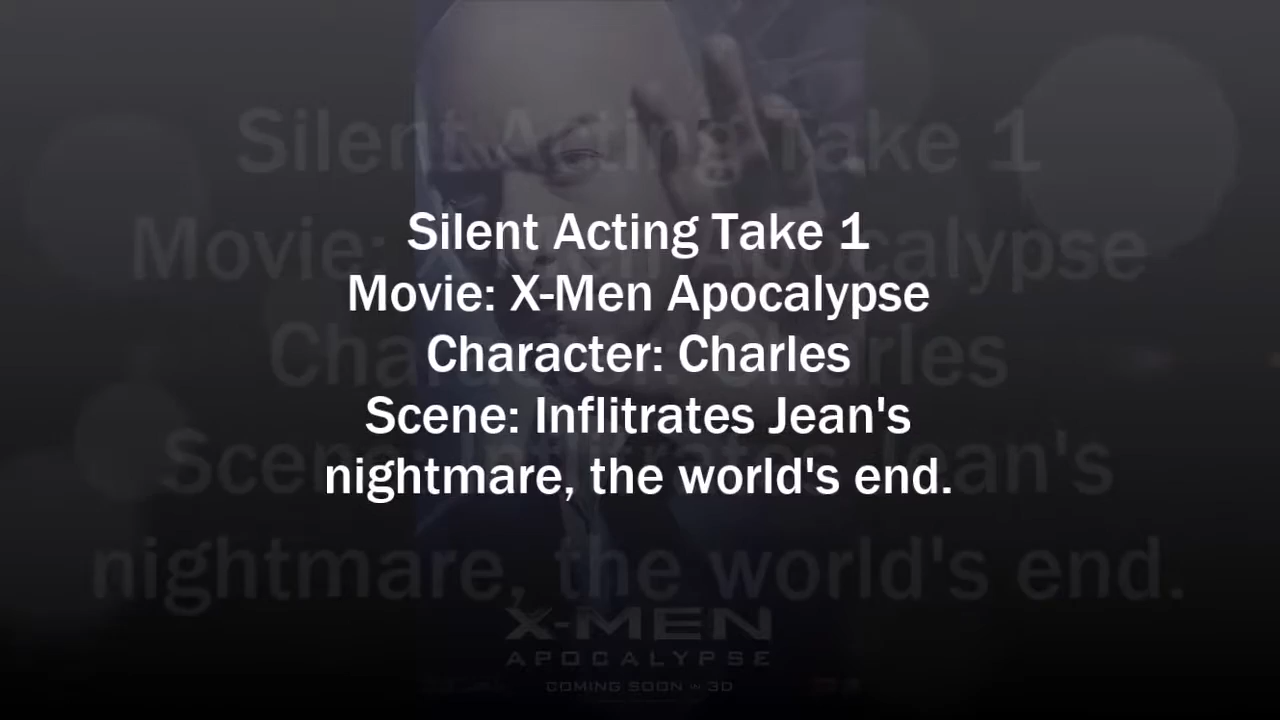 Silent Acting Take 1
Movie: X-Men Apocalypse
Character: Charles
Scene: Inflitrates Jean's
nightmare, the world's end.
X-MEN
APOCALYPSE
COMING SOON IN 3D